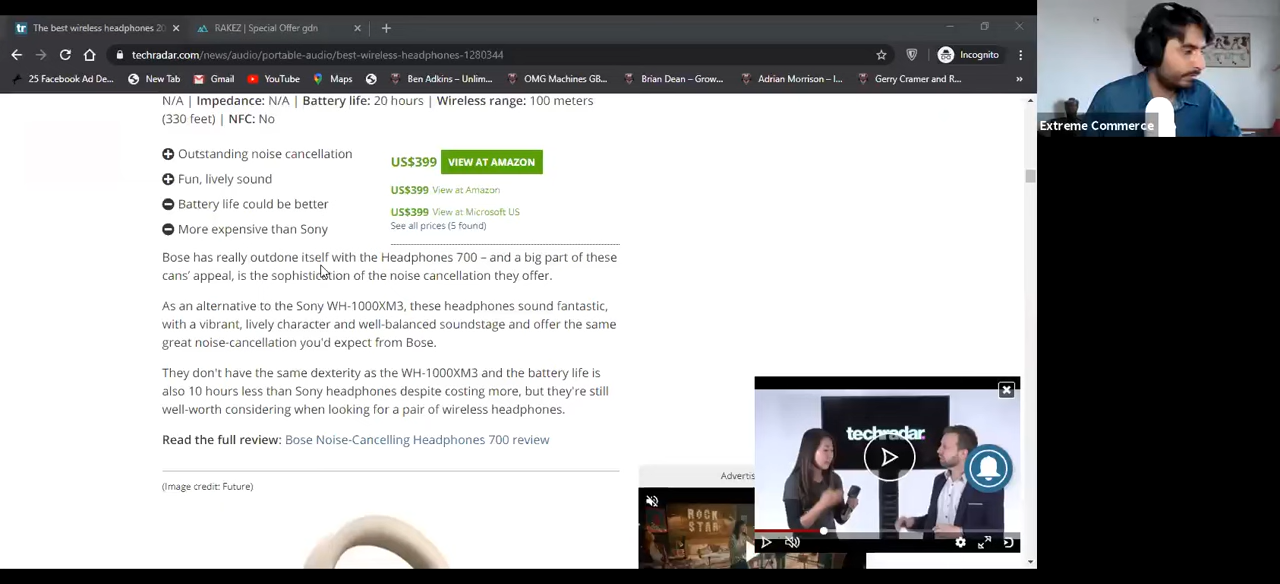 The best wireless headphones 20
RAKEZ | Special Offer gdn
techradar.com/news/audio/portable-audio/best-wireless-headphones-1280344
Incognito
25 Facebook Ad De...
New Tab
Gmail
YouTube
Maps
Ben Adkins – Unlim...
OMG Machines GB...
Brian Dean – Grow...
Adrian Morrison – I...
Gerry Cramer and R...
»
N/A | Impedance: N/A | Battery life: 20 hours | Wireless range: 100 meters
(330 feet) | NFC: No
Outstanding noise cancellation
Fun, lively sound
Battery life could be better
More expensive than Sony
US$399 VIEW AT AMAZON
US$399 View at Amazon
US$399 View at Microsoft US
See all prices (5 found)
Bose has really outdone itself with the Headphones 700 – and a big part of these
cans' appeal, is the sophistication of the noise cancellation they offer.
As an alternative to the Sony WH-1000XM3, these headphones sound fantastic,
with a vibrant, lively character and well-balanced soundstage and offer the same
great noise-cancellation you'd expect from Bose.
They don't have the same dexterity as the WH-1000XM3 and the battery life is
also 10 hours less than Sony headphones despite costing more, but they're still
well-worth considering when looking for a pair of wireless headphones.
Read the full review: Bose Noise-Cancelling Headphones 700 review
(Image credit: Future)
Advertis
ROCK
STAR
techradar.
Extreme Commerce